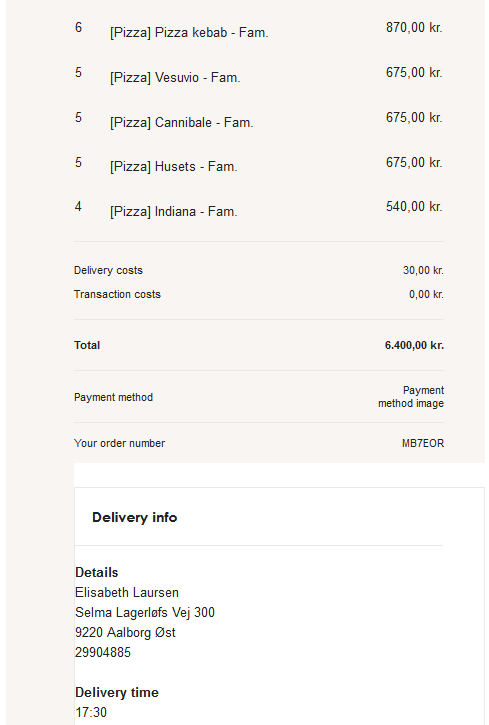 6 [Pizza] Pizza kebab - Fam. 870,00 kr.
5 [Pizza] Vesuvio - Fam. 675,00 kr.
5 [Pizza] Cannibale - Fam. 675,00 kr.
5 [Pizza] Husets - Fam. 675,00 kr.
4 [Pizza] Indiana - Fam. 540,00 kr.
Delivery costs 30,00 kr.
Transaction costs 0,00 kr.
Total 6.400,00 kr.
Payment method Payment
method image
Your order number MB7EOR
Delivery info
Details
Elisabeth Laursen
Selma Lagerløfs Vej 300
9220 Aalborg Øst
29904885
Delivery time
17:30